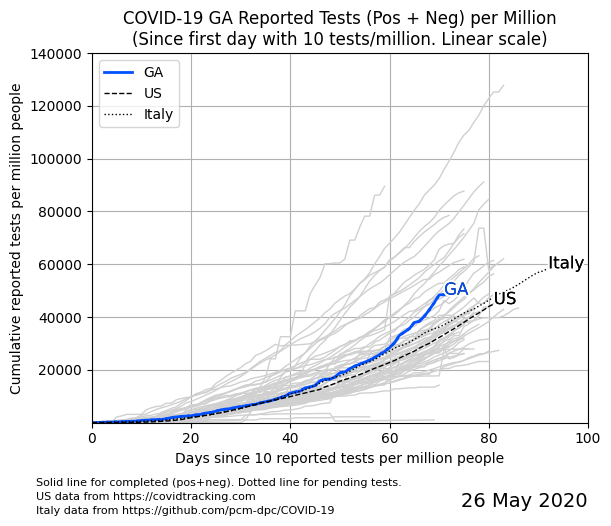 COVID-19 GA Reported Tests (Pos + Neg) per Million
(Since first day with 10 tests/million. Linear scale)
GA
US
Italy
140000
120000
100000
80000
60000
40000
20000
Cumulative reported tests per million people
Italy
GA
US
0 20 40 60 80 100
Days since 10 reported tests per million people
Solid line for completed (pos+neg). Dotted line for pending tests.
US data from https://covidtracking.com
Italy data from https://github.com/pcm-dpc/COVID-19
26 May 2020